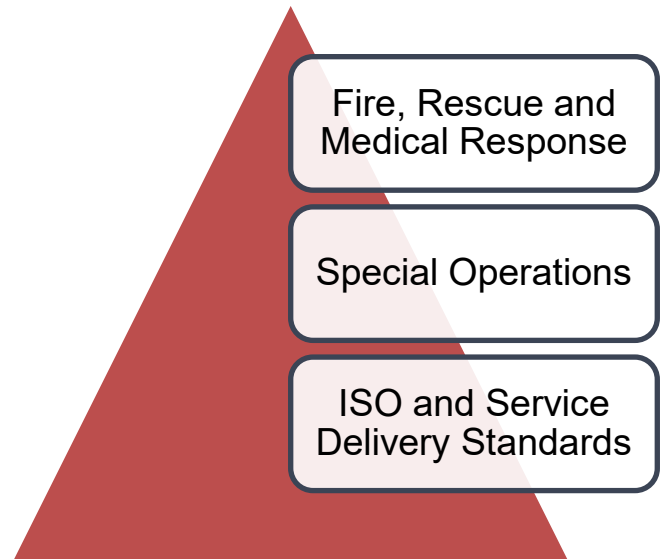 Fire, Rescue and
Medical Response
Special Operations
ISO and Service
Delivery Standards